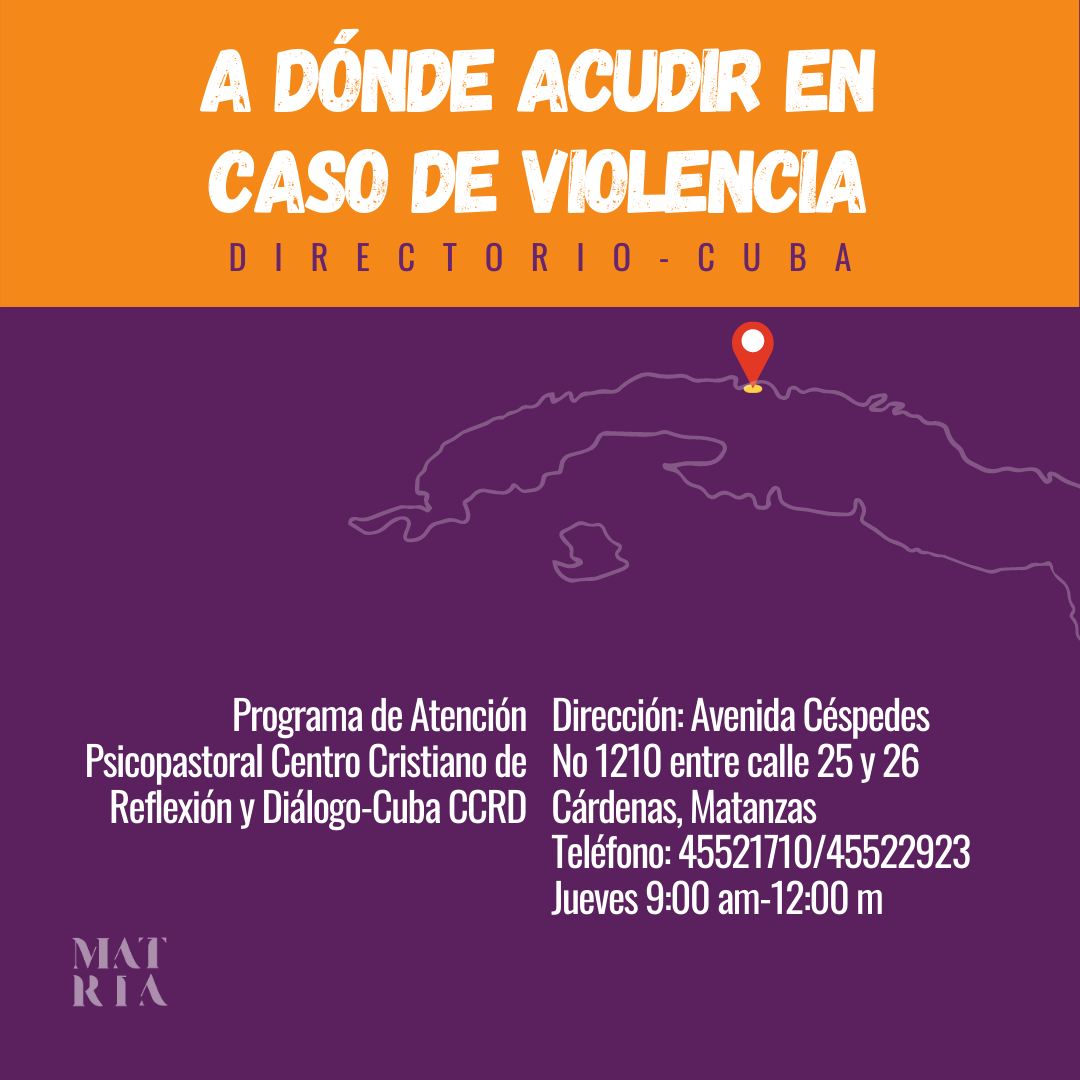 A DÓNDE ACUDIR EN
CASO DE VIOLENCIA
DIRECTORIO-CUBA
Programa de Atención
Psicopastoral Centro Cristiano de
Reflexión y Diálogo-Cuba CCRD
Dirección: Avenida Céspedes
No 1210 entre calle 25 y 26
Cárdenas, Matanzas
Teléfono: 45521710/45522923
Jueves 9:00 am-12:00 m
MAT
RIA